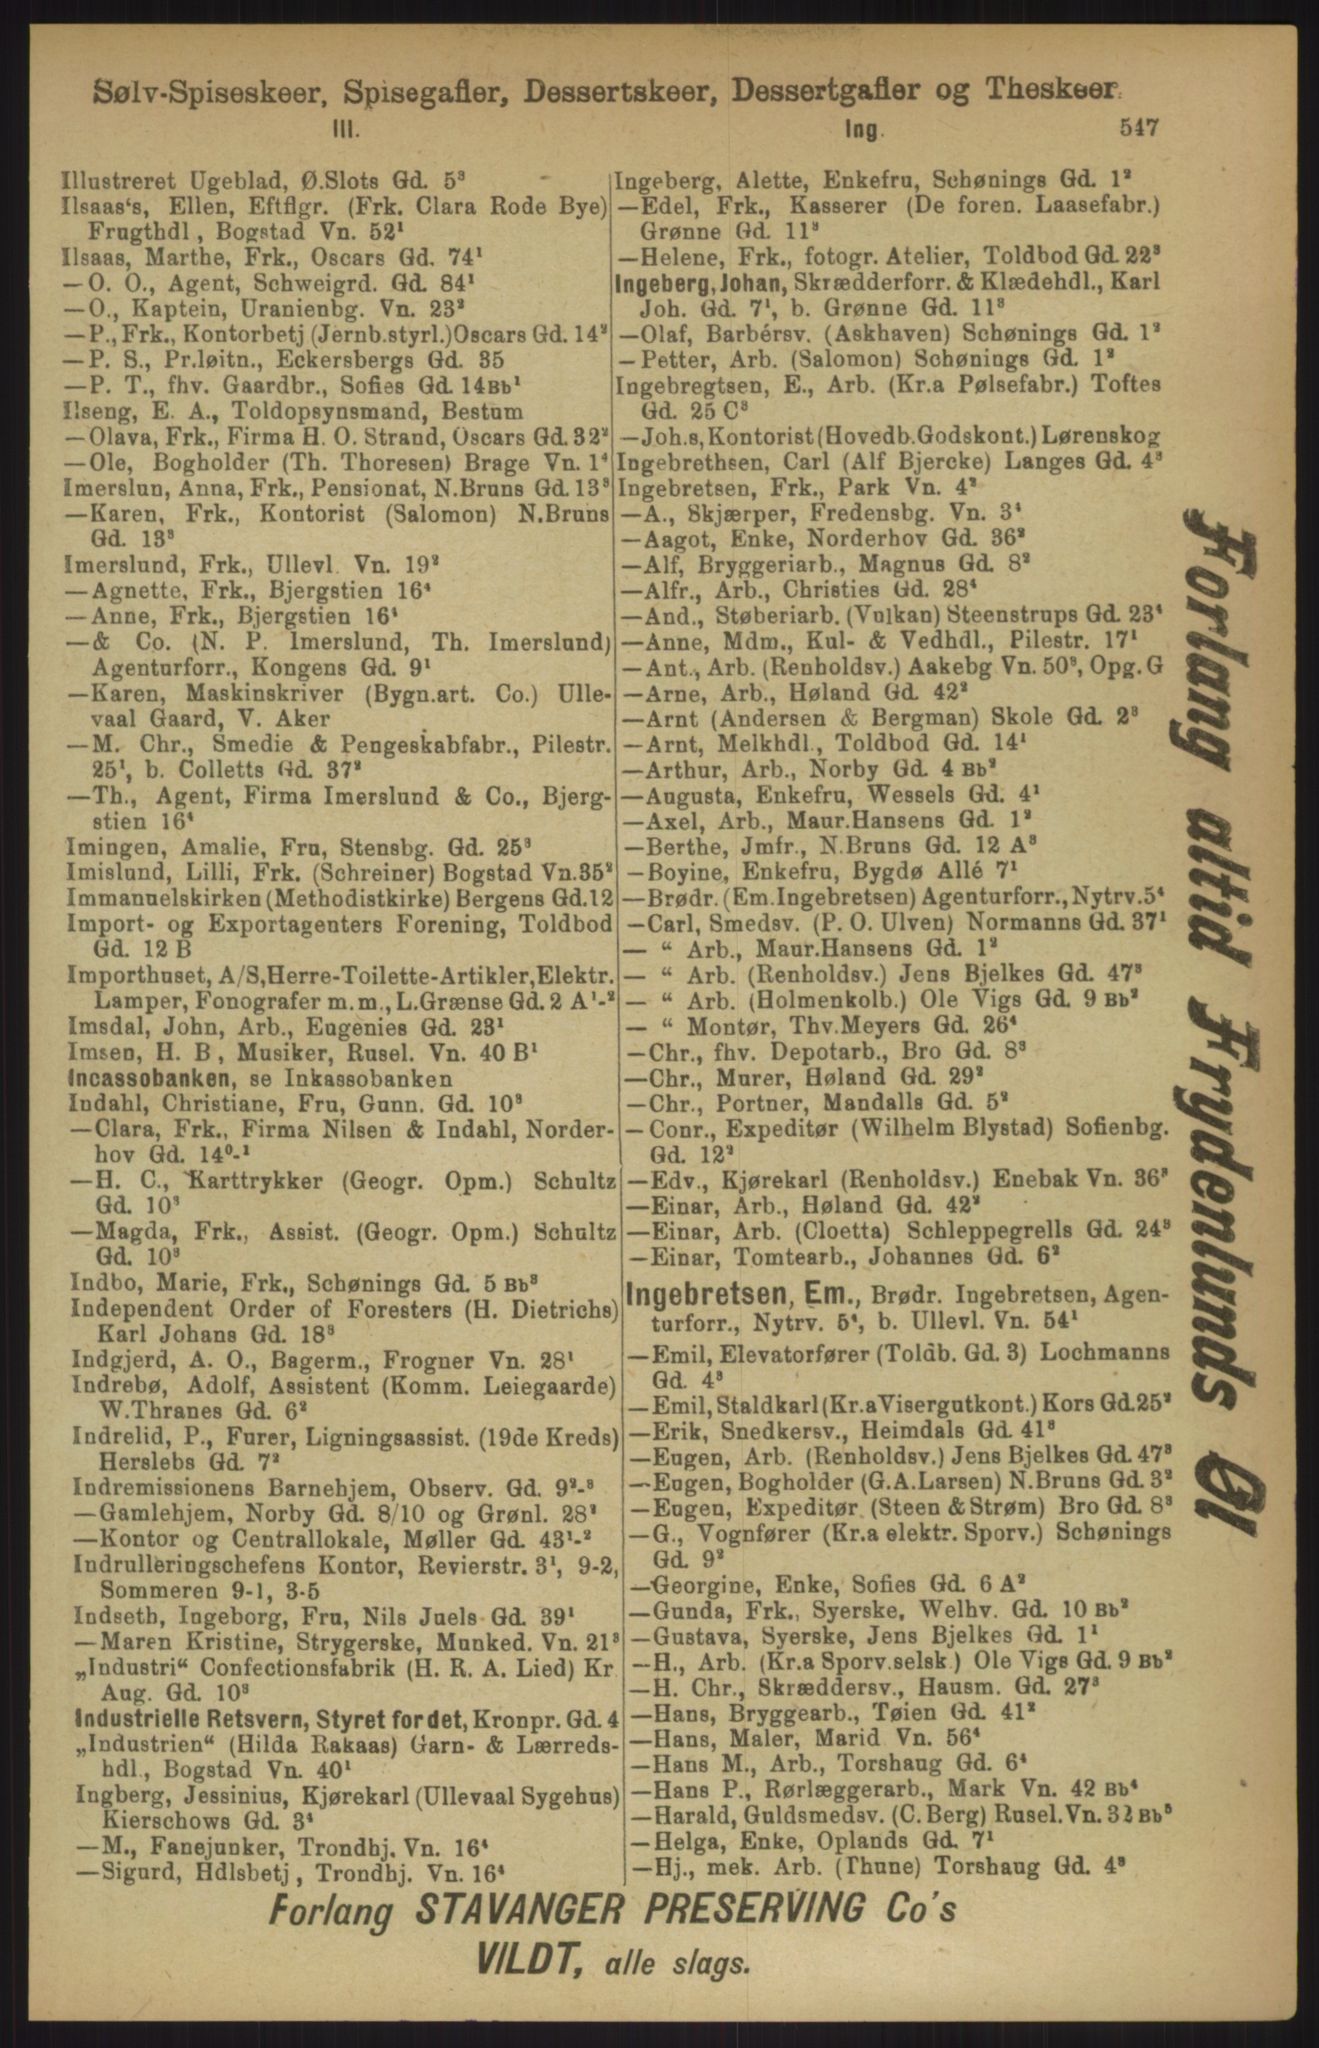 Sølv-Spiseskeer, Spisegafler, Dessertskeer, Dessertgafler og Theskeer.
Ill.
Ing.
547
Illustreret Ugeblad, Ø.Slots Gd. 5³
Ilsaas's, Ellen, Eftflgr. (Frk. Clara Rode Bye)
Frugthdl, Bogstad Vn. 52¹
Ilsaas, Marthe, Frk., Oscars Gd. 74¹
—O. O., Agent, Schweigrd. Gd. 84¹
—O., Kaptein, Uranienbg. Vn. 23²
—P., Frk., Kontorbetj (Jernb.styrl.) Oscars Gd. 14²
—P. S., Pr.løitn., Eckersbergs Gd. 35
—P. T., fhv. Gaardbr., Sofies Gd. 14Bb¹
Ilseng, E. A., Toldopsynsmand, Bestum
—Olava, Frk., Firma H. O. Strand, Oscars Gd. 32²
—Ole, Bogholder (Th. Thoresen) Brage Vn. 1⁴
Imerslun, Anna, Frk., Pensionat, N.Bruns Gd. 13³
—Karen, Frk., Kontorist (Salomon) N.Bruns
Gd. 13³
Imerslund, Frk., Ullevl. Vn. 19²
—Agnette, Frk., Bjergstien 16⁴
—Anne, Frk., Bjergstien 16⁴
—& Co. (N. P. Imerslund, Th. Imerslund)
Agenturforr., Kongens Gd. 9¹
—Karen, Maskinskriver (Bygn.art. Co.) Ulle-
vaal Gaard, V. Aker
—M. Chr., Smedie & Pengeskabfabr., Pilestr.
25¹, b. Colletts Gd. 37²
—Th., Agent, Firma Imerslund & Co., Bjerg-
stien 16⁴
Imingen, Amalie, Fru, Stensbg. Gd. 25³
Imislund, Lilli, Frk. (Schreiner) Bogstad Vn. 35²
Immanuelskirken (Methodistkirke) Bergens Gd. 12
Import- og Exportagenters Forening, Toldbod
Gd. 12 B
Importhuset, A/S, Herre-Toilette-Artikler, Elektr.
Lamper, Fonografer m.m., L.Grænse Gd. 2 A¹-²
Imsdal, John, Arb., Eugenies Gd. 23¹
Imsen, H. B, Musiker, Rusel. Vn. 40 B¹
Incassobanken, se Inkassobanken
Indahl, Christiane, Fru, Gunn. Gd. 10³
—Clara, Frk., Firma Nilsen & Indahl, Norder-
hov Gd. 14⁰-¹
—H. C., Karttrykker (Geogr. Opm.) Schultz
Gd. 10³
—Magda, Frk., Assist. (Geogr. Opm.) Schultz
Gd. 10³
Indbo, Marie, Frk., Schønings Gd. 5 Bb³
Independent Order of Foresters (H. Dietrichs)
Karl Johans Gd. 18³
Indgjerd, A. O., Bagerm., Frogner Vn. 28¹
Indrebø, Adolf, Assistent (Komm. Leiegaarde)
W.Thranes Gd. 6²
Indrelid, P., Furer, Ligningsassist. (19de Kreds)
Herslebs Gd. 7²
Indremissionens Barnehjem, Observ. Gd. 9²-³
—Gamlehjem, Norby Gd. 8/10 og Grønl. 28²
—Kontor og Centrallokale, Møller Gd. 43¹-²
Indrulleringschefens Kontor, Revierstr. 3¹, 9-2,
Sommeren 9-1, 3-5
Indseth, Ingeborg, Fru, Nils Juels Gd. 39¹
—Maren Kristine, Strygerske, Munked. Vn. 21³
„Industri“ Confectionsfabrik (H. R. A. Lied) Kr
Aug. Gd. 10³
Industrielle Retsvern, Styret for det, Kronpr. Gd. 4
„Industrien“ (Hilda Rakaas) Garn- & Lærreds-
hdl., Bogstad Vn. 40¹
Ingberg, Jessinius, Kjørekarl (Ullevaal Sygehus)
Kierschows Gd. 3⁴
—M., Fanejunker, Trondhj. Vn. 16⁴
—Sigurd, Hdlsbetj, Trondhj. Vn. 16⁴
Ingeberg, Alette, Enkefru, Schønings Gd. 1²
—Edel, Frk., Kasserer (De foren. Laasefabr.)
Grønne Gd. 11³
—Helene, Frk., fotogr. Atelier, Toldbod Gd. 22³
Ingeberg, Johan, Skrædderforr. & Klædehdl., Karl
Joh. Gd. 7¹, b. Grønne Gd. 11³
—Olaf, Barbérsv. (Askhaven) Schønings Gd. 1²
—Petter, Arb. (Salomon) Schønings Gd. 1²
Ingebregtsen, E., Arb. (Kr.a Pølsefabr.) Toftes
Gd. 25 C³
—Joh.s, Kontorist (Hovedb.Godskont.) Lørenskog
Ingebrethsen, Carl (Alf Bjercke) Langes Gd. 4³
Ingebretsen, Frk., Park Vn. 4²
—A., Skjærper, Fredensbg. Vn. 3⁴
—Aagot, Enke, Norderhov Gd. 36²
—Alf, Bryggeriarb., Magnus Gd. 8²
—Alfr., Arb., Christies Gd. 28⁴
—And., Støberiarb. (Vulkan) Steenstrups Gd. 23⁴
—Anne, Mdm., Kul- & Vedhdl., Pilestr. 17¹
—Ant., Arb. (Renholdsv.) Aakebg Vn. 50³, Opg. G
—Arne, Arb., Høland Gd. 42²
—Arnt (Andersen & Bergman) Skole Gd. 2³
—Arnt, Melkhdl., Toldbod Gd. 14¹
—Arthur, Arb., Norby Gd. 4 Bb²
—Augusta, Enkefru, Wessels Gd. 4¹
—Axel, Arb., Maur.Hansens Gd. 1²
—Berthe, Jmfr., N.Bruns Gd. 12 A³
—Boyine, Enkefru, Bygdø Allé 7¹
—Brødr. (Em.Ingebretsen) Agenturforr., Nytrv. 5⁴
—Carl, Smedsv. (P. O. Ulven) Normanns Gd. 37¹
— “ Arb., Maur.Hansens Gd. 1²
— “ Arb. (Renholdsv.) Jens Bjelkes Gd. 47³
— “ Arb. (Holmenkolb.) Ole Vigs Gd. 9 Bb²
— “ Montør, Thv.Meyers Gd. 26⁴
—Chr., fhv. Depotarb., Bro Gd. 8³
—Chr., Murer, Høland Gd. 29²
—Chr., Portner, Mandalls Gd. 5²
—Conr., Expeditør (Wilhelm Blystad) Sofienbg.
Gd. 12³
—Edv., Kjørekarl (Renholdsv.) Enebak Vn. 36³
—Einar, Arb., Høland Gd. 42²
—Einar, Arb. (Cloetta) Schleppegrells Gd. 24³
—Einar, Tomtearb., Johannes Gd. 6²
Ingebretsen, Em., Brødr. Ingebretsen, Agen-
turforr., Nytrv. 5⁴, b. Ullevl. Vn. 54¹
—Emil, Elevatorfører (Toldb. Gd. 3) Lochmanns
Gd. 4³
—Emil, Staldkarl (Kr.a Visergutkont.) Kors Gd. 25²
—Erik, Snedkersv., Heimdals Gd. 41³
—Eugen, Arb. (Renholdsv.) Jens Bjelkes Gd. 47³
—Eugen, Bogholder (G.A.Larsen) N.Bruns Gd. 3²
—Eugen, Expeditør (Steen & Strøm) Bro Gd. 8³
—G., Vognfører (Kr.a elektr. Sporv.) Schønings
Gd. 9²
—Georgine, Enke, Sofies Gd. 6 A²
—Gunda, Frk., Syerske, Welhv. Gd. 10 Bb²
—Gustava, Syerske, Jens Bjelkes Gd. 1¹
—H., Arb. (Kr.a Sporv.selsk.) Ole Vigs Gd. 9 Bb²
—H. Chr., Skræddersv., Hausm. Gd. 27³
—Hans, Bryggearb., Tøien Gd. 41²
—Hans, Maler, Marid Vn. 56⁴
—Hans M., Arb., Torshaug Gd. 6⁴
—Hans P., Rørlæggerarb., Mark Vn. 42 Bb⁴
—Harald, Guldsmedsv. (C. Berg) Rusel. Vn. 32 Bb⁵
—Helga, Enke, Oplands Gd. 7¹
—Hj., mek. Arb. (Thune) Torshaug Gd. 4³
Forlang altid Frydenlunds Øl
Forlang STAVANGER PRESERVING Co's
VILDT, alle slags.